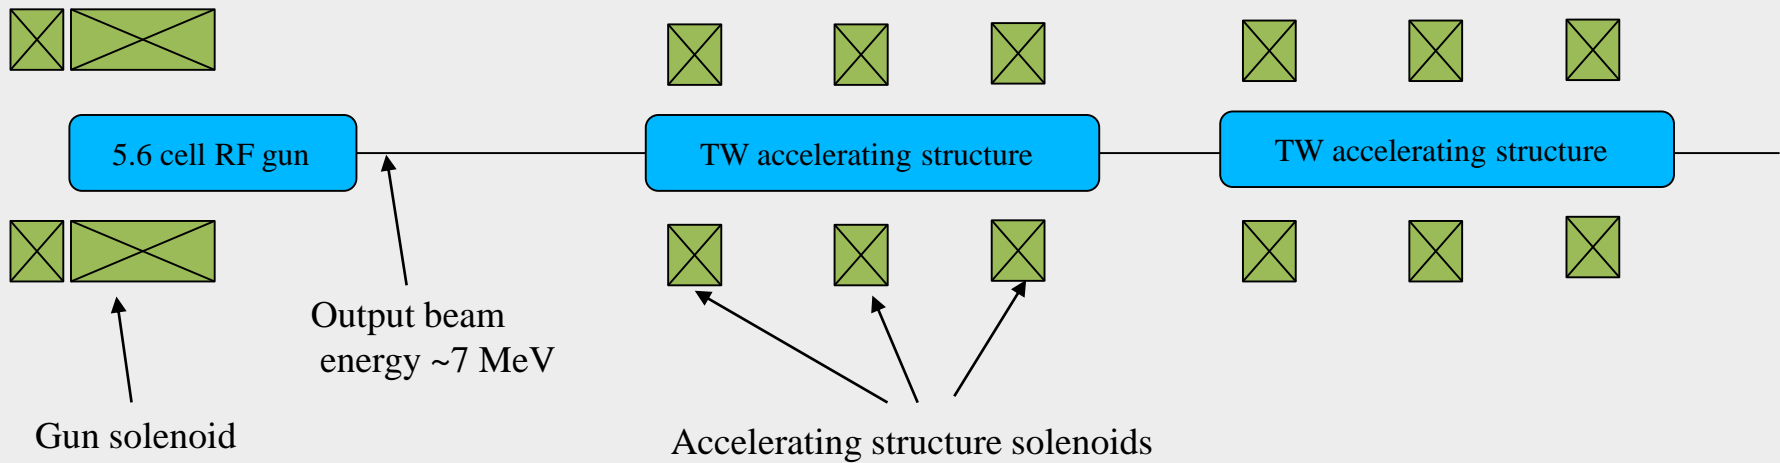 5.6 cell RF gun
TW accelerating structure
TW accelerating structure
Output beam
energy ~7 MeV
Gun solenoid
Accelerating structure solenoids